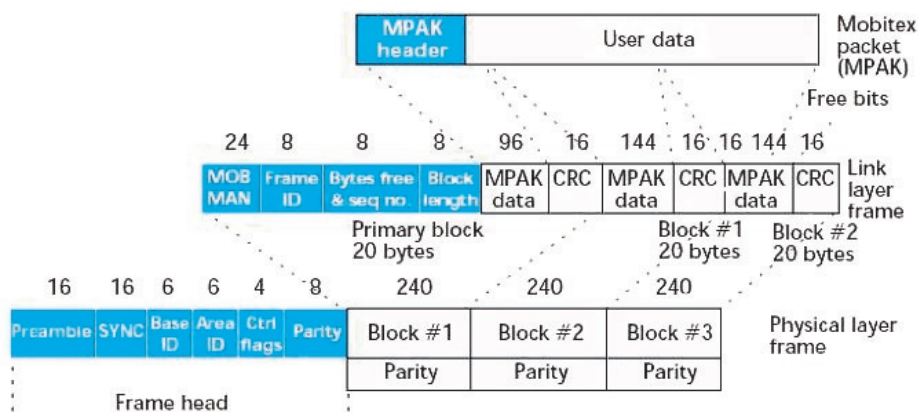 MPAK
header
User data
Mobitex
packet
(MPAK)
Free bits
24 8 8 8 96 16 144 16 16 144 16
MOB
MAN
Frame
ID
Bytes free
& seq no.
Block
length
MPAK
data
CRC
MPAK
data
CRC
MPAK
data
CRC
Link
layer
frame
Primary block
20 bytes
Block #1
20 bytes
Block #2
20 bytes
16 16 6 6 4 8 240 240 240
Preamble
SYNC
Base
ID
Area
ID
Ctrl
flags
Parity
Block #1
Block #2
Block #3
Parity
Parity
Parity
Physical layer
frame
Frame head